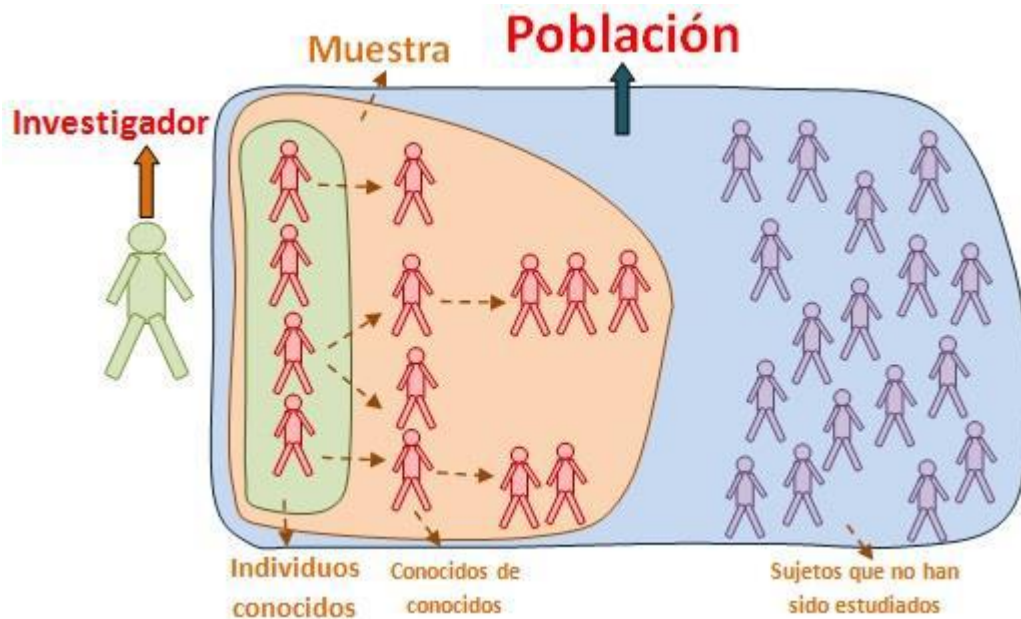 Población
Muestra
Investigador
Individuos
conocidos
Conocidos de
conocidos
Sujetos que no han
sido estudiados